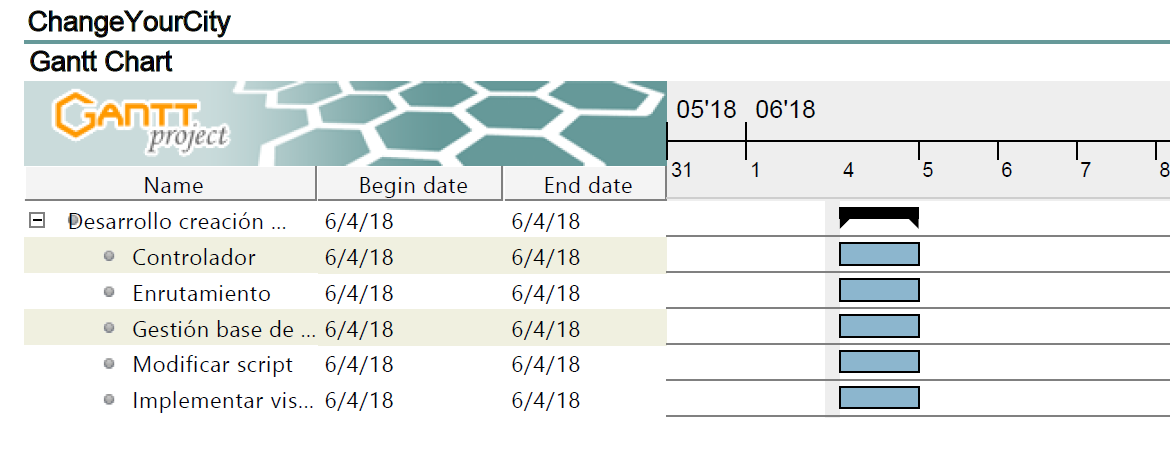 ChangeYourCity
Gantt Chart
GANTT
project
05'18 06'18
31 1 4 5 6 7 8
Name Begin date End date
Desarrollo creación ... 6/4/18 6/4/18
Controlador 6/4/18 6/4/18
Enrutamiento 6/4/18 6/4/18
Gestión base de ... 6/4/18 6/4/18
Modificar script 6/4/18 6/4/18
Implementar vis... 6/4/18 6/4/18